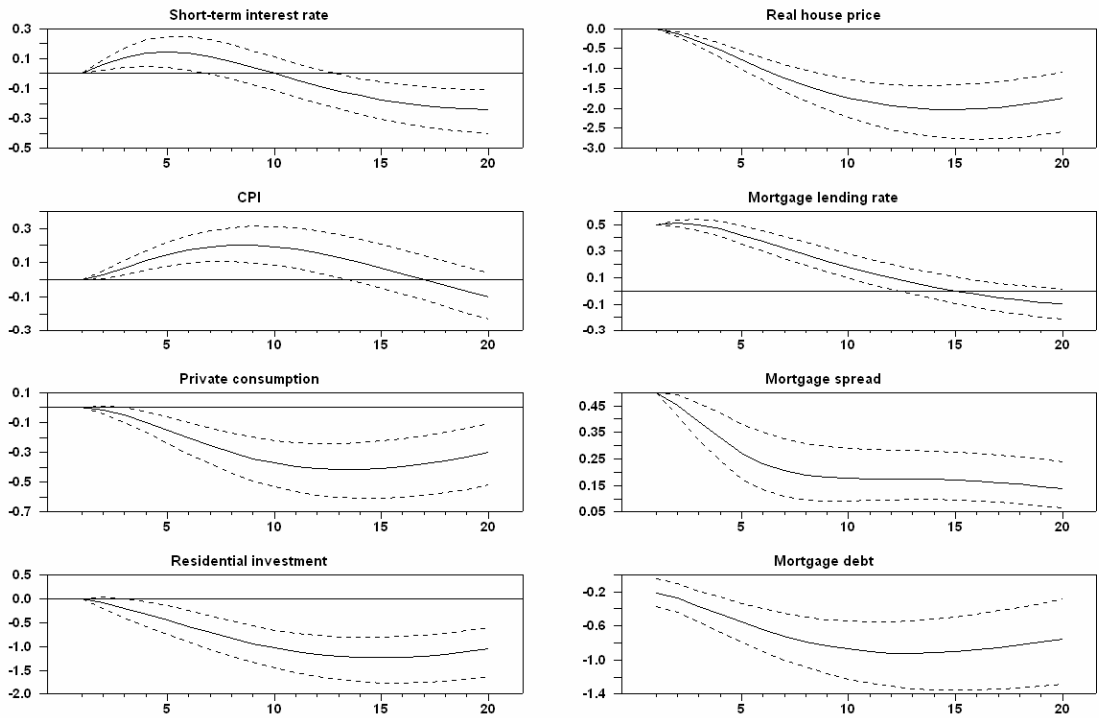 Short-term interest rate
0.3
0.1
-0.1
-0.3
-0.5
5 10 15 20
Real house price
0.0
-0.5
-1.0
-1.5
-2.0
-2.5
-3.0
5 10 15 20
CPI
0.3
0.1
-0.1
-0.3
5 10 15 20
Mortgage lending rate
0.5
0.3
0.1
-0.1
-0.3
5 10 15 20
Private consumption
0.1
-0.1
-0.3
-0.5
-0.7
5 10 15 20
Mortgage spread
0.45
0.35
0.25
0.15
0.05
5 10 15 20
Residential investment
0.5
0.0
-0.5
-1.0
-1.5
-2.0
5 10 15 20
Mortgage debt
-0.2
-0.6
-1.0
-1.4
5 10 15 20